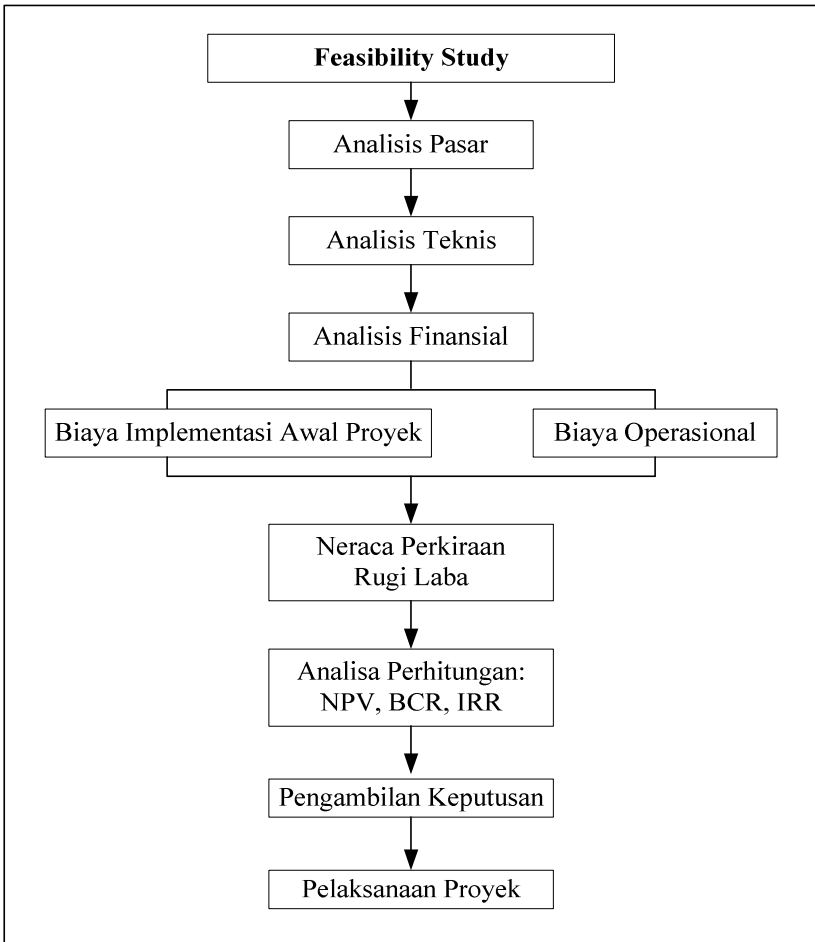 Feasibility Study
Analisis Pasar
Analisis Teknis
Analisis Finansial
Biaya Implementasi Awal Proyek
Biaya Operasional
Neraca Perkiraan
Rugi Laba
Analisa Perhitungan:
NPV, BCR, IRR
Pengambilan Keputusan
Pelaksanaan Proyek